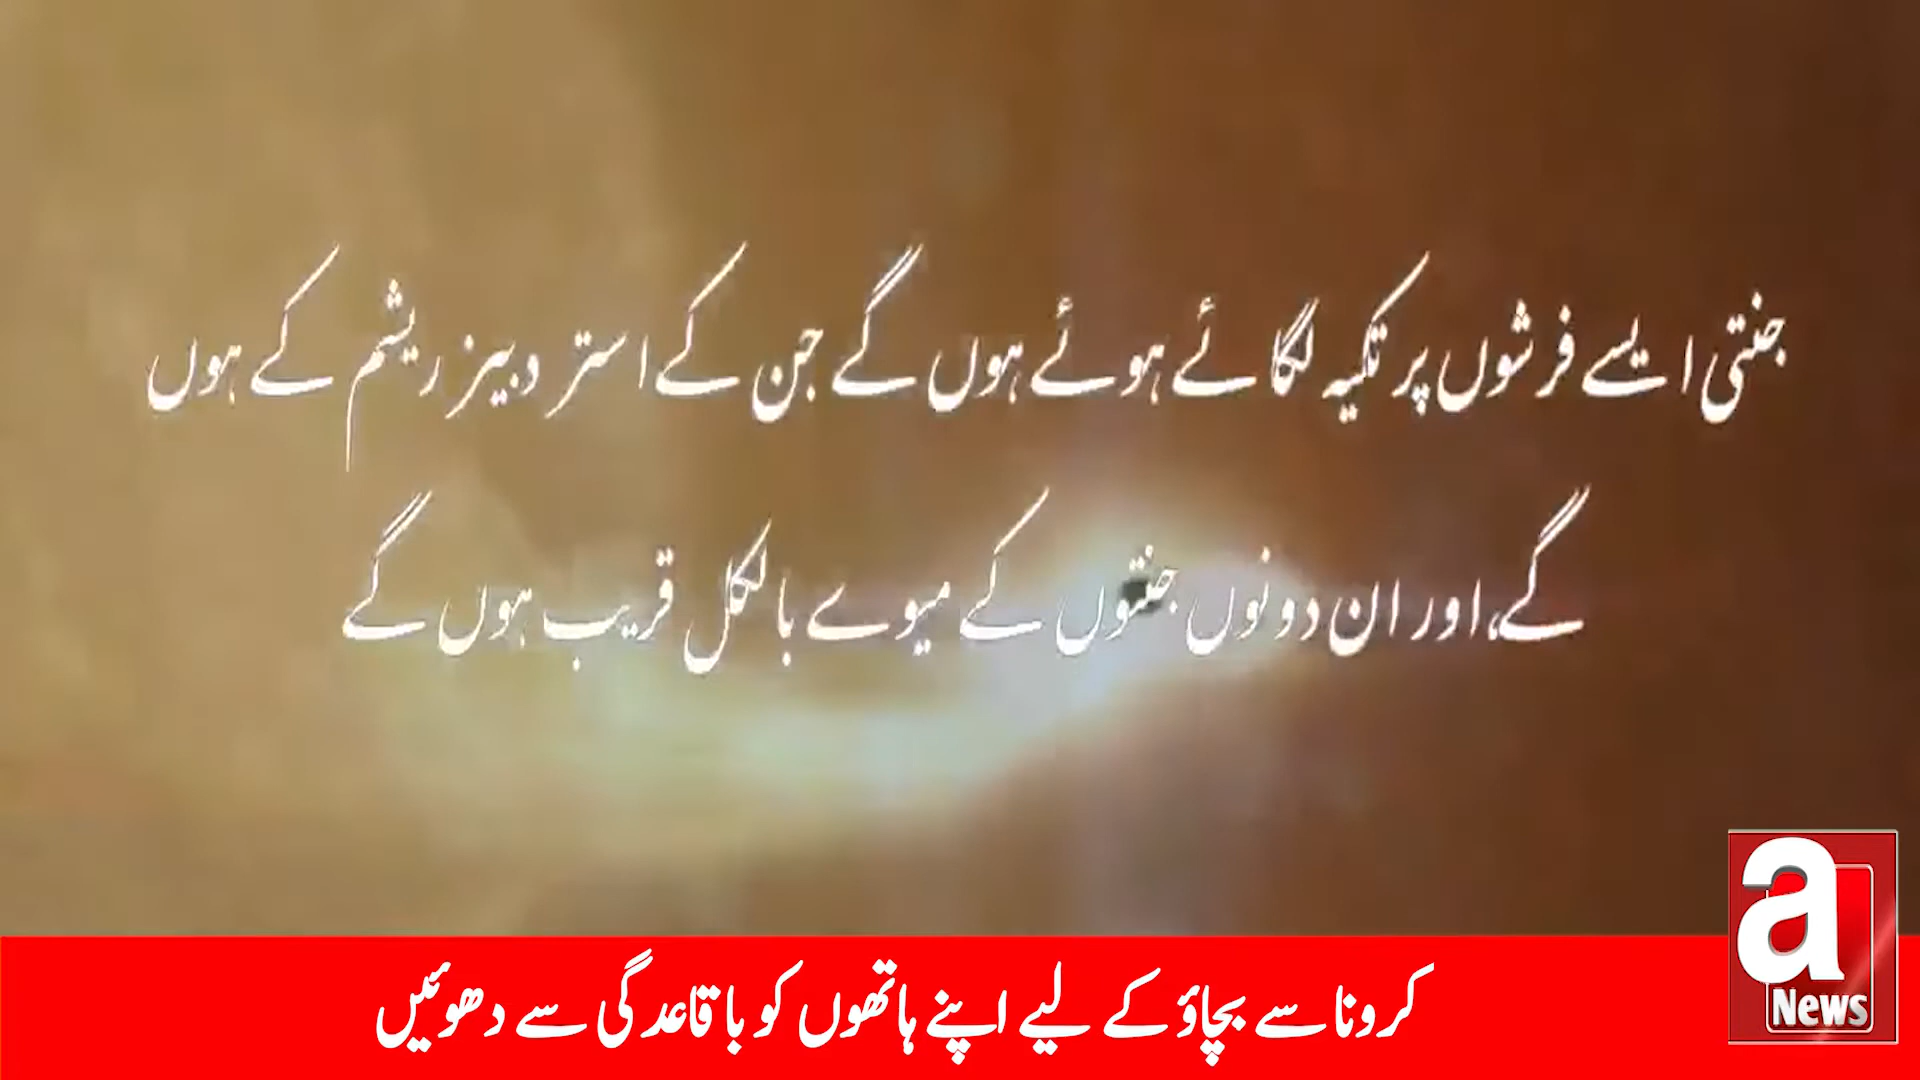 جنتی ایسے فرشوں پر تکیہ لگائے ہوئے ہوں گے جن کے استر دبیز ریشم کے ہوں
گے،اور ان دونوں جنتوں کے میوے بالکل قریب ہوں گے
a
News
کرونا سے بچاؤ کے لیے اپنے ہاتھوں کو باقاعدگی سے دھوئیں